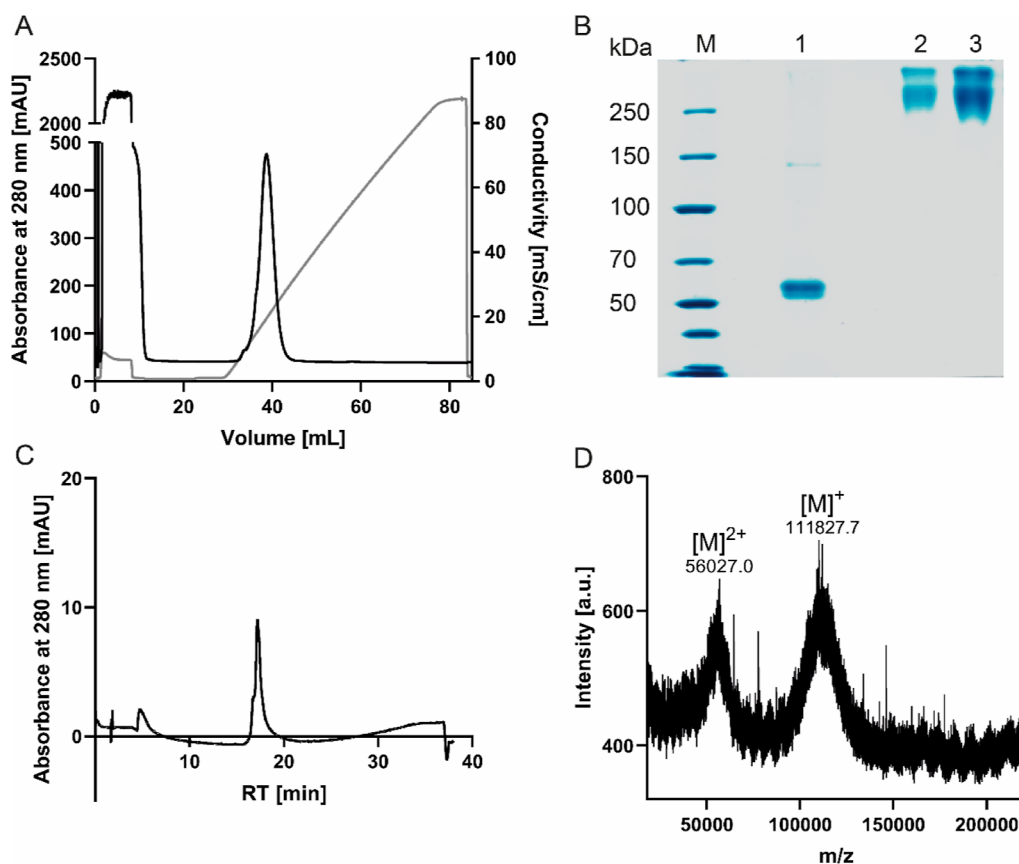 A
Absorbance at 280 nm [mAU]
2500
2000
500
400
300
200
100
0
0 20 40 60 80
Volume [mL]
100
80
60
40
20
0
Conductivity [mS/cm]
B
kDa M 1 2 3
250
150
100
70
50
C
Absorbance at 280 nm [mAU]
20
10
0
10 20 30 40
RT [min]
D
Intensity [a.u.]
800
600
400
[M]2+
56027.0
[M]+
111827.7
50000 100000 150000 200000
m/z